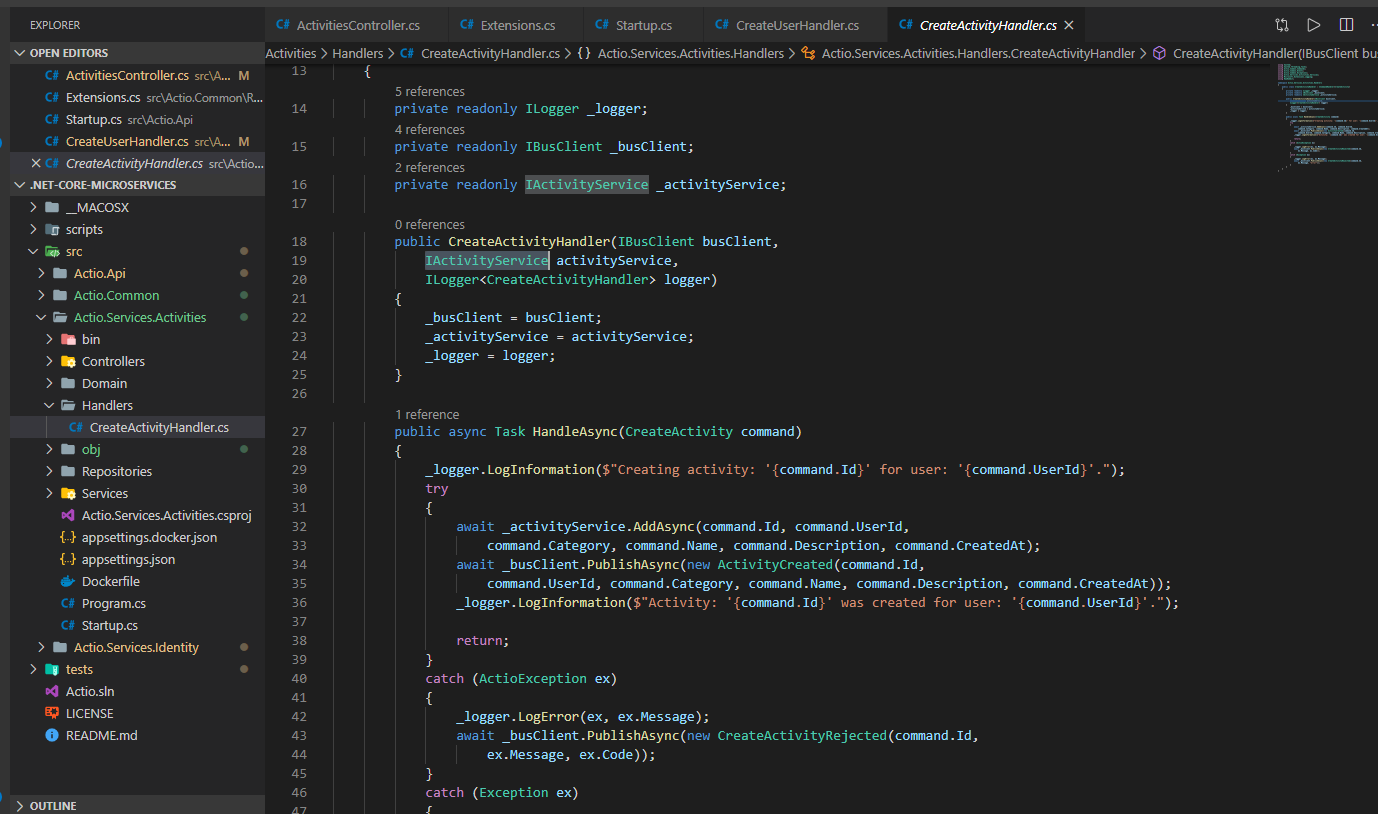 EXPLORER
OPEN EDITORS
C# ActivitiesController.cs src\A... M
C# Extensions.cs src\Actio.Common\R...
C# Startup.cs src\Actio.Api
C# CreateUserHandler.cs src\A... M
C# CreateActivityHandler.cs src\Actio...
.NET-CORE-MICROSERVICES
__MACOSX
scripts
src
Actio.Api
Actio.Common
Actio.Services.Activities
bin
Controllers
Domain
Handlers
C# CreateActivityHandler.cs
obj
Repositories
Services
Actio.Services.Activities.csproj
{..} appsettings.docker.json
{..} appsettings.json
Dockerfile
C# Program.cs
C# Startup.cs
Actio.Services.Identity
tests
Actio.sln
LICENSE
README.md
OUTLINE
C# ActivitiesController.cs C# Extensions.cs C# Startup.cs C# CreateUserHandler.cs C# CreateActivityHandler.cs
Activities > Handlers > C# CreateActivityHandler.cs > {} Actio.Services.Activities.Handlers > Actio.Services.Activities.Handlers.CreateActivityHandler > CreateActivityHandler(IBusClient bu
13 {
5 references
14 private readonly ILogger _logger;
4 references
15 private readonly IBusClient _busClient;
2 references
16 private readonly IActivityService _activityService;
17
0 references
18 public CreateActivityHandler(IBusClient busClient,
19 IActivityService activityService,
20 ILogger<CreateActivityHandler> logger)
21 {
22 _busClient = busClient;
23 _activityService = activityService;
24 _logger = logger;
25 }
26
1 reference
27 public async Task HandleAsync(CreateActivity command)
28 {
29 _logger.LogInformation($"Creating activity: '{command.Id}' for user: '{command.UserId}'.");
30 try
31 {
32 await _activityService.AddAsync(command.Id, command.UserId,
33 command.Category, command.Name, command.Description, command.CreatedAt);
34 await _busClient.PublishAsync(new ActivityCreated(command.Id,
35 command.UserId, command.Category, command.Name, command.Description, command.CreatedAt));
36 _logger.LogInformation($"Activity: '{command.Id}' was created for user: '{command.UserId}'.");
37
38 return;
39 }
40 catch (ActioException ex)
41 {
42 _logger.LogError(ex, ex.Message);
43 await _busClient.PublishAsync(new CreateActivityRejected(command.Id,
44 ex.Message, ex.Code));
45 }
46 catch (Exception ex)
47 {